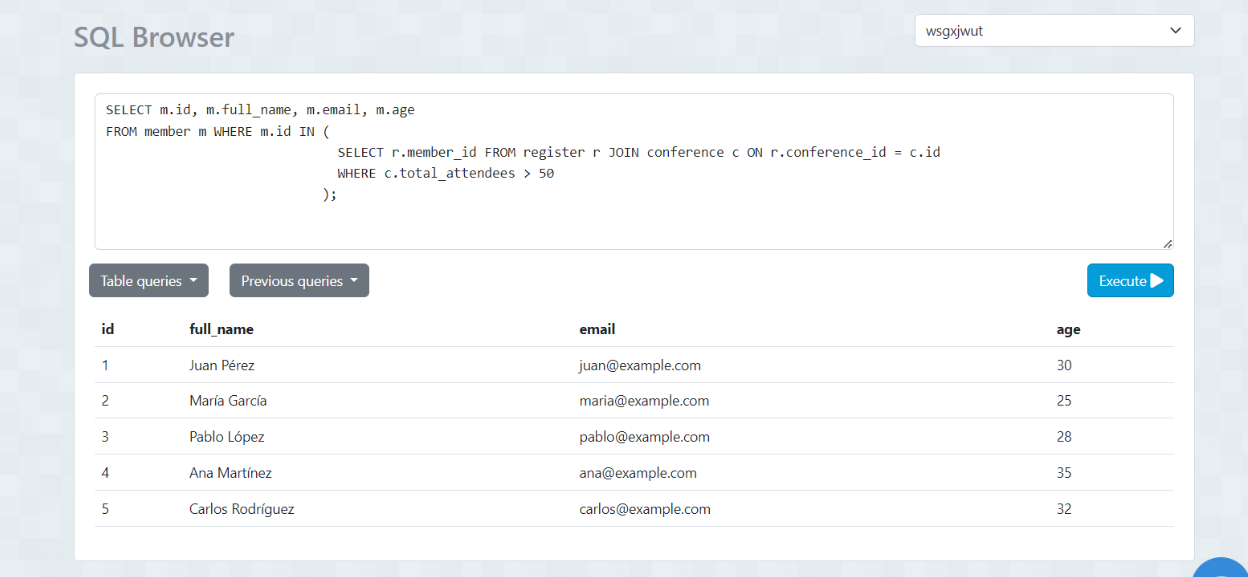 SQL Browser
wsgxjwut
SELECT m.id, m.full_name, m.email, m.age
FROM member m WHERE m.id IN (
SELECT r.member_id FROM register r JOIN conference c ON r.conference_id = c.id
WHERE c.total_attendees > 50
);
Table queries
Previous queries
Execute
id full_name email age
1 Juan Pérez juan@example.com 30
2 María García maria@example.com 25
3 Pablo López pablo@example.com 28
4 Ana Martínez ana@example.com 35
5 Carlos Rodríguez carlos@example.com 32